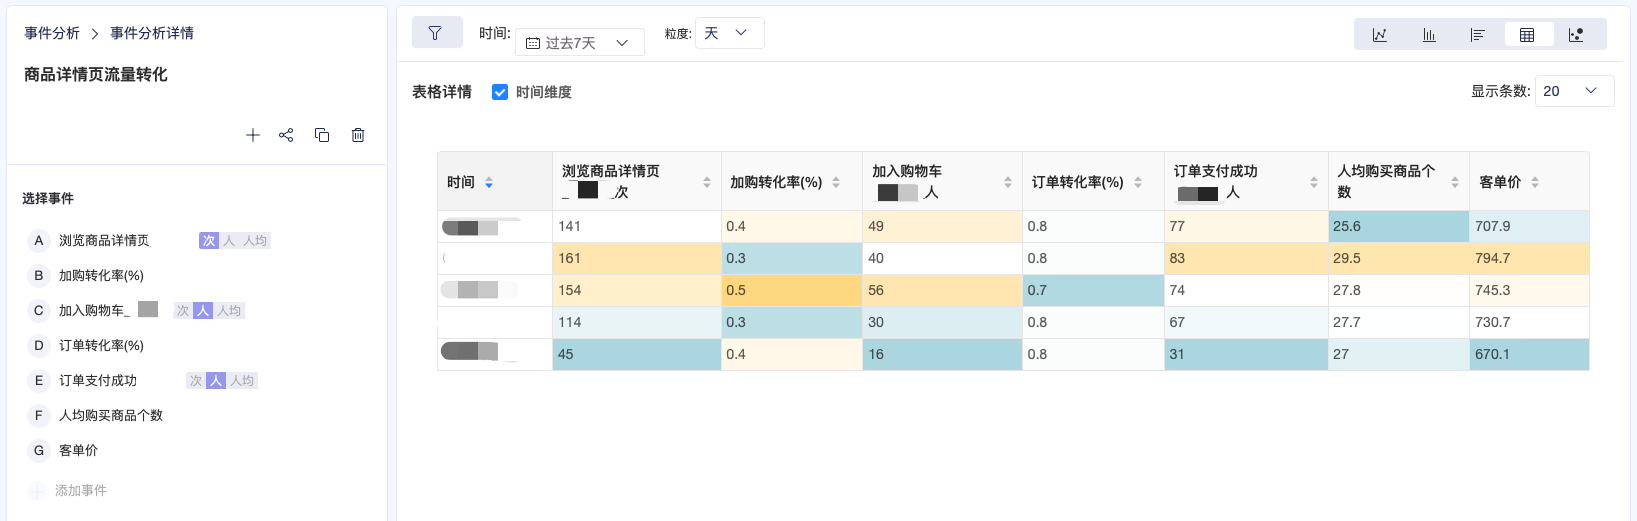 事件分析 > 事件分析详情
商品详情页流量转化
选择事件
A 浏览商品详情页 次 人 人均
B 加购转化率(%)
C 加入购物车_ 次 人 人均
D 订单转化率(%)
E 订单支付成功 次 人 人均
F 人均购买商品个数
G 客单价
添加事件
时间: 过去7天 粒度: 天
表格详情 时间维度 显示条数: 20
时间 浏览商品详情页_ 次 加购转化率(%) 加入购物车 人 订单转化率(%) 订单支付成功 人 人均购买商品个数 客单价
141 0.4 49 0.8 77 25.6 707.9
161 0.3 40 0.8 83 29.5 794.7
154 0.5 56 0.7 74 27.8 745.3
114 0.3 30 0.8 67 27.7 730.7
45 0.4 16 0.8 31 27 670.1